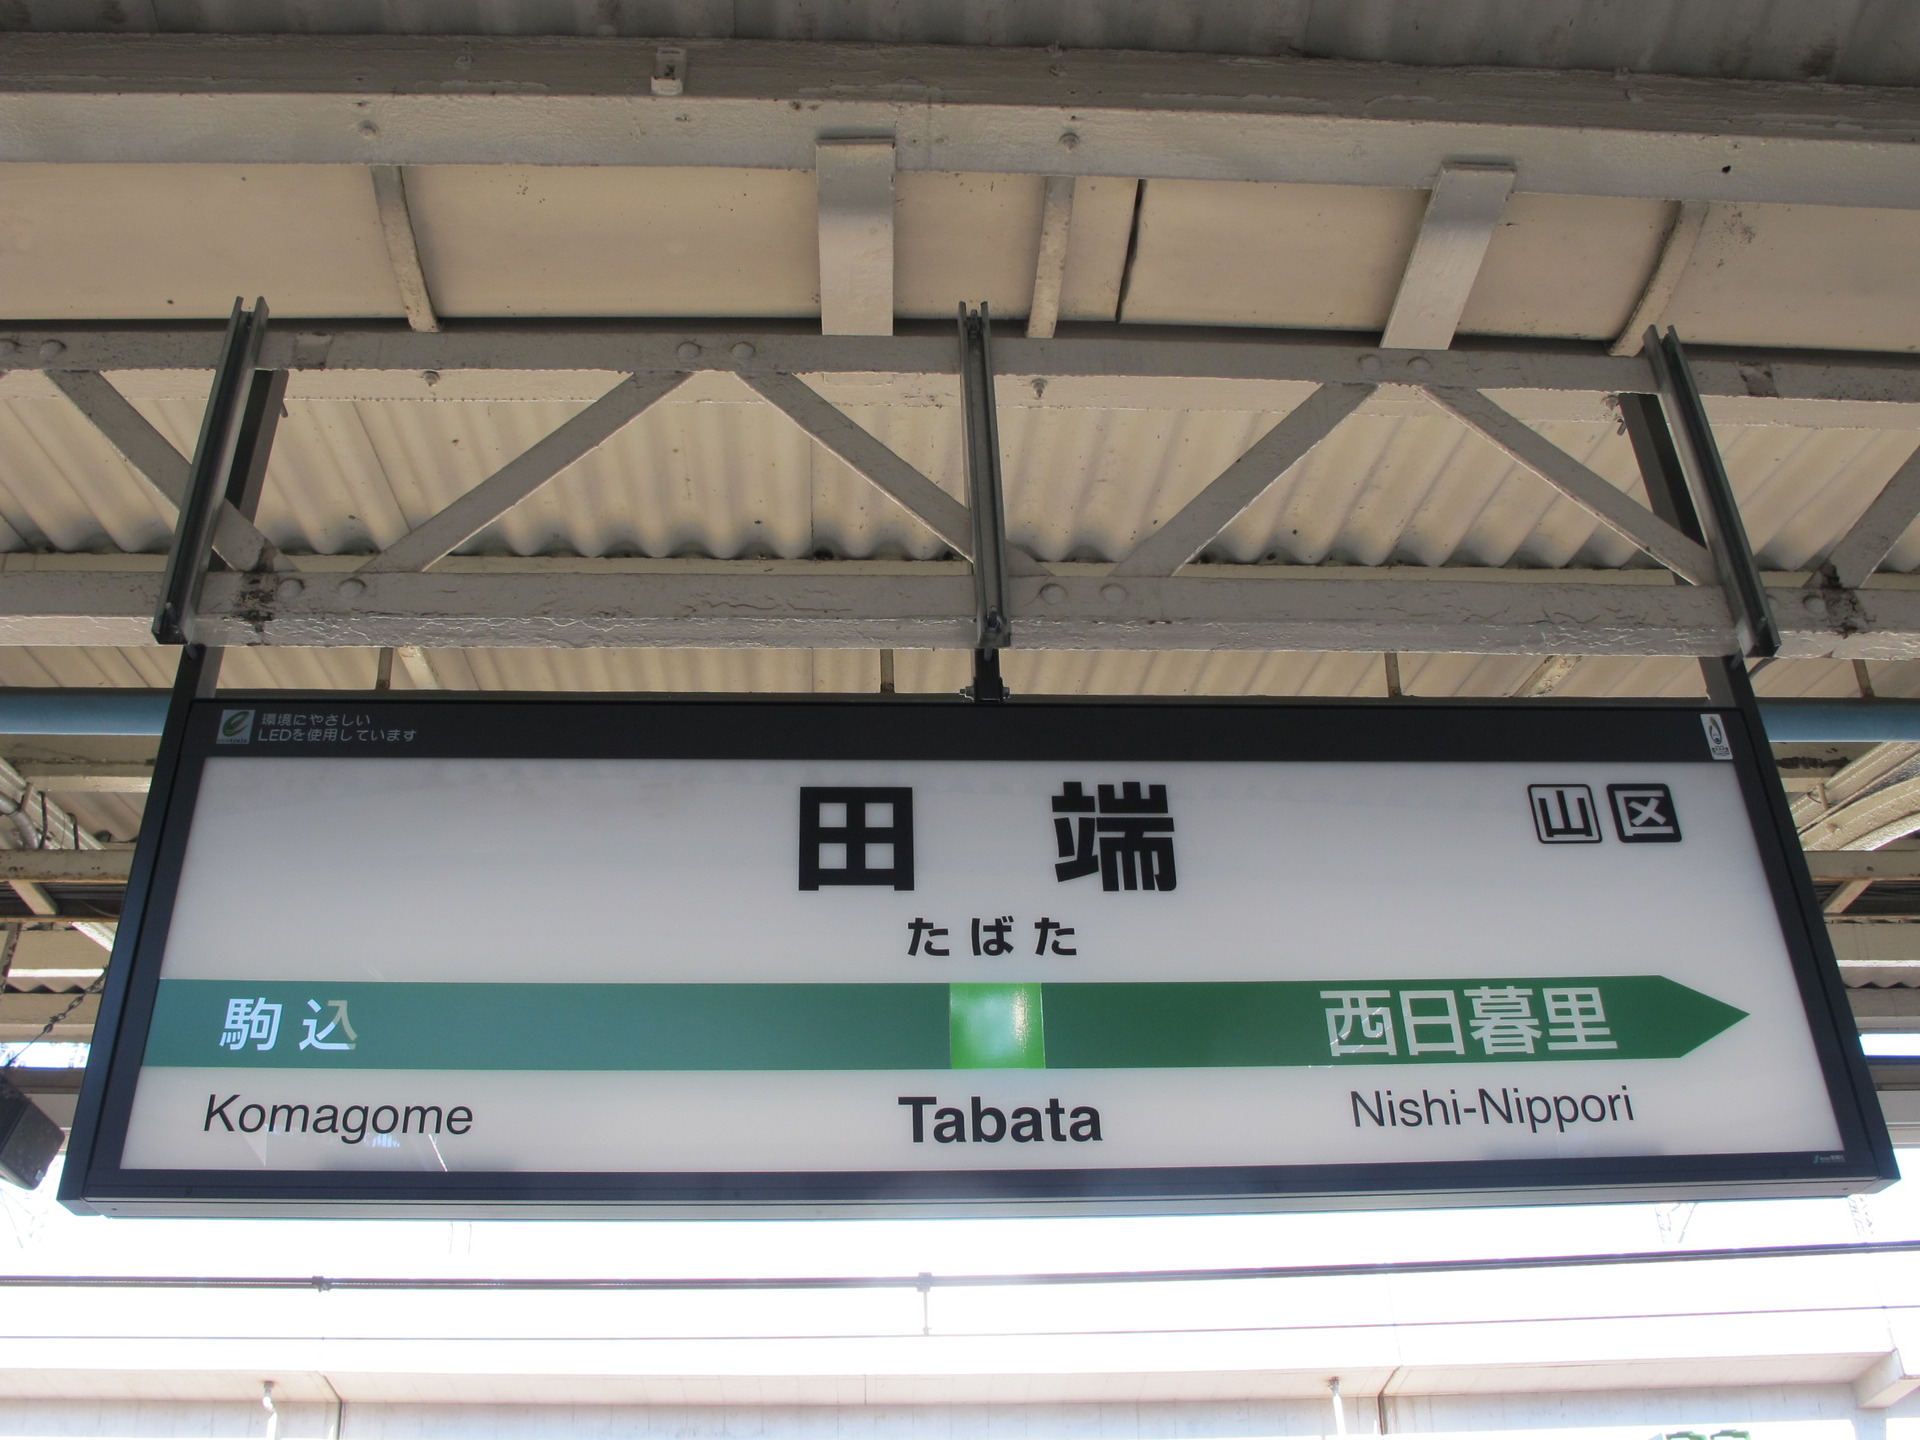 環境にやさしい
LEDを使用しています
田端
山 区
たばた
駒込
西日暮里
Komagome
Tabata
Nishi-Nippori